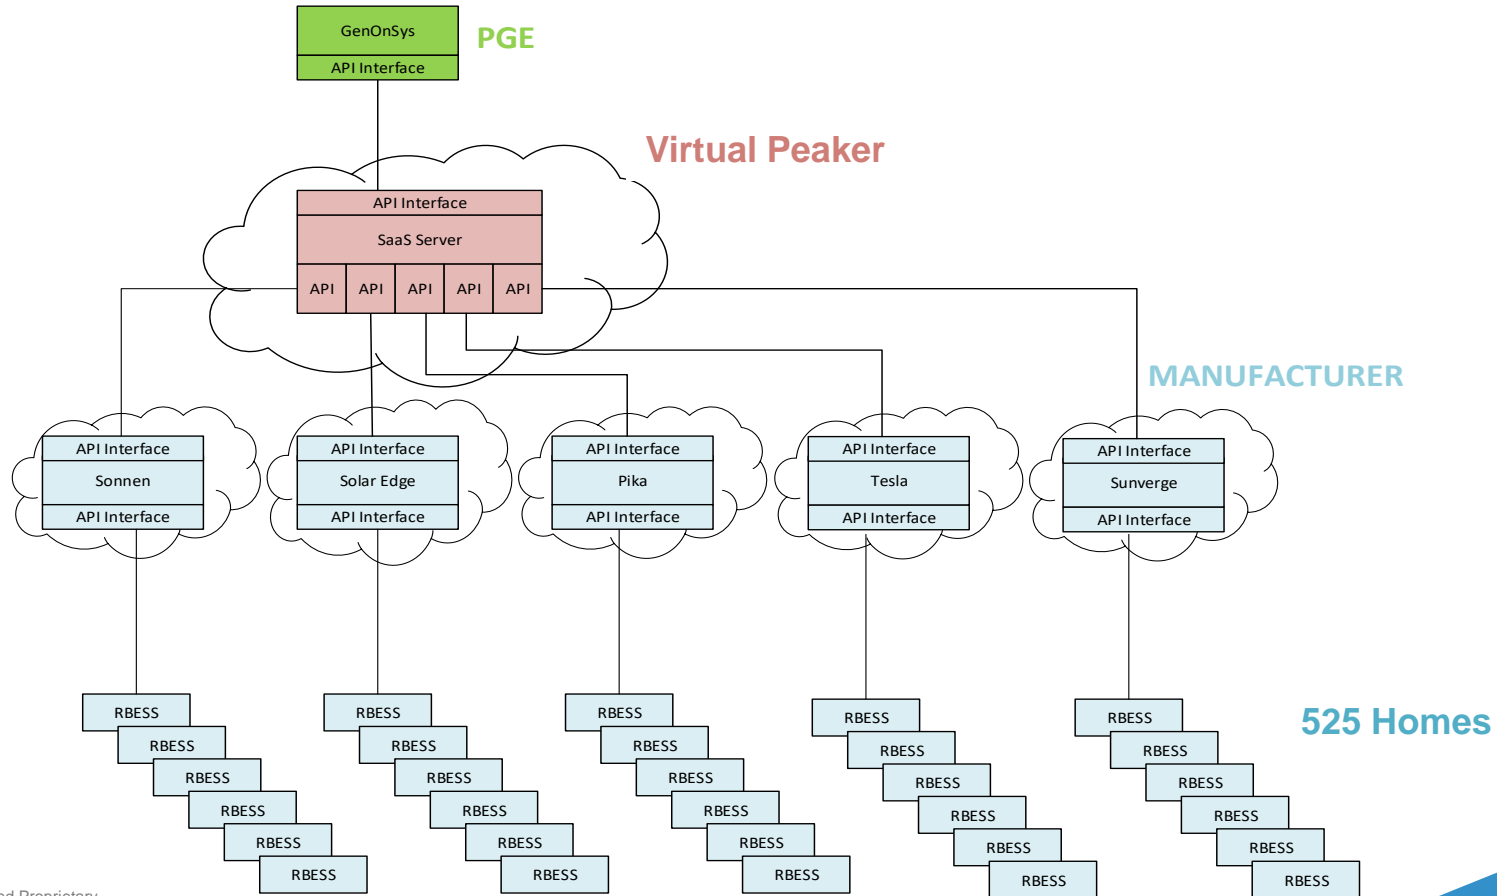 GenOnSys
PGE
API Interface
Virtual Peaker
API Interface
SaaS Server
API API API API API
MANUFACTURER
API Interface API Interface API Interface API Interface API Interface
Sonnen Solar Edge Pika Tesla Sunverge
API Interface API Interface API Interface API Interface API Interface
RBESS RBESS RBESS RBESS RBESS
525 Homes
RBESS RBESS RBESS RBESS RBESS
RBESS RBESS RBESS RBESS RBESS
RBESS RBESS RBESS RBESS RBESS
RBESS RBESS RBESS RBESS RBESS
RBESS RBESS RBESS RBESS RBESS
Proprietary